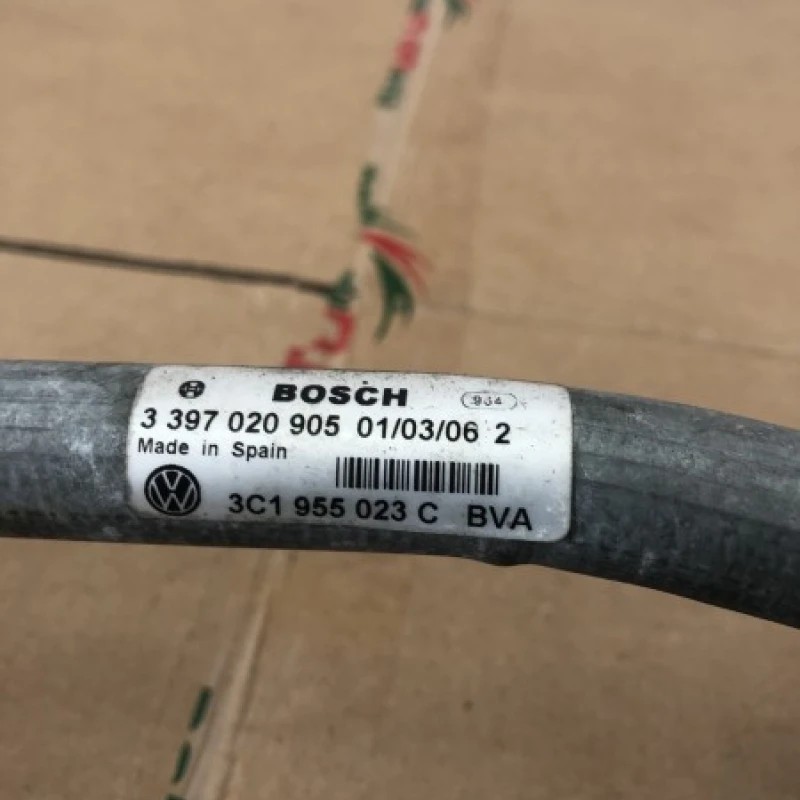 BOSCH 934
3 397 020 905 01/03/06 2
Made in Spain
3C1 955 023 C BVA